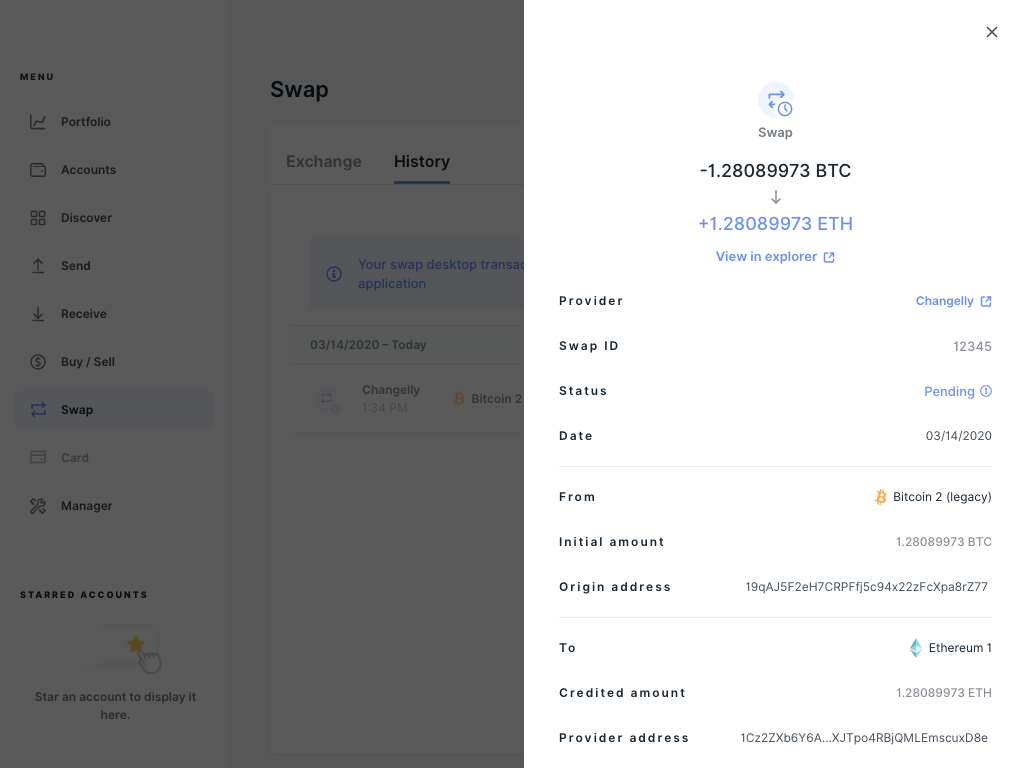 MENU
Portfolio
Accounts
Discover
Send
Receive
Buy / Sell
Swap
Card
Manager
STARRED ACCOUNTS
Star an account to display it
here.
Swap
Exchange History
Your swap desktop
application
03/14/2020 – Today
Changelly
1:34 PM
Bitcoin 2
Swap
-1.28089973 BTC
+1.28089973 ETH
View in explorer
Provider Changelly
Swap ID 12345
Status Pending
Date 03/14/2020
From Bitcoin 2 (legacy)
Initial amount 1.28089973 BTC
Origin address 19qAJ5F2eH7CRPFfj5c94x22zFcXpa8rZ77
To Ethereum 1
Credited amount 1.28089973 ETH
Provider address 1Cz2ZXb6Y6A...XJTpo4RBjQMLEmscuxD8e